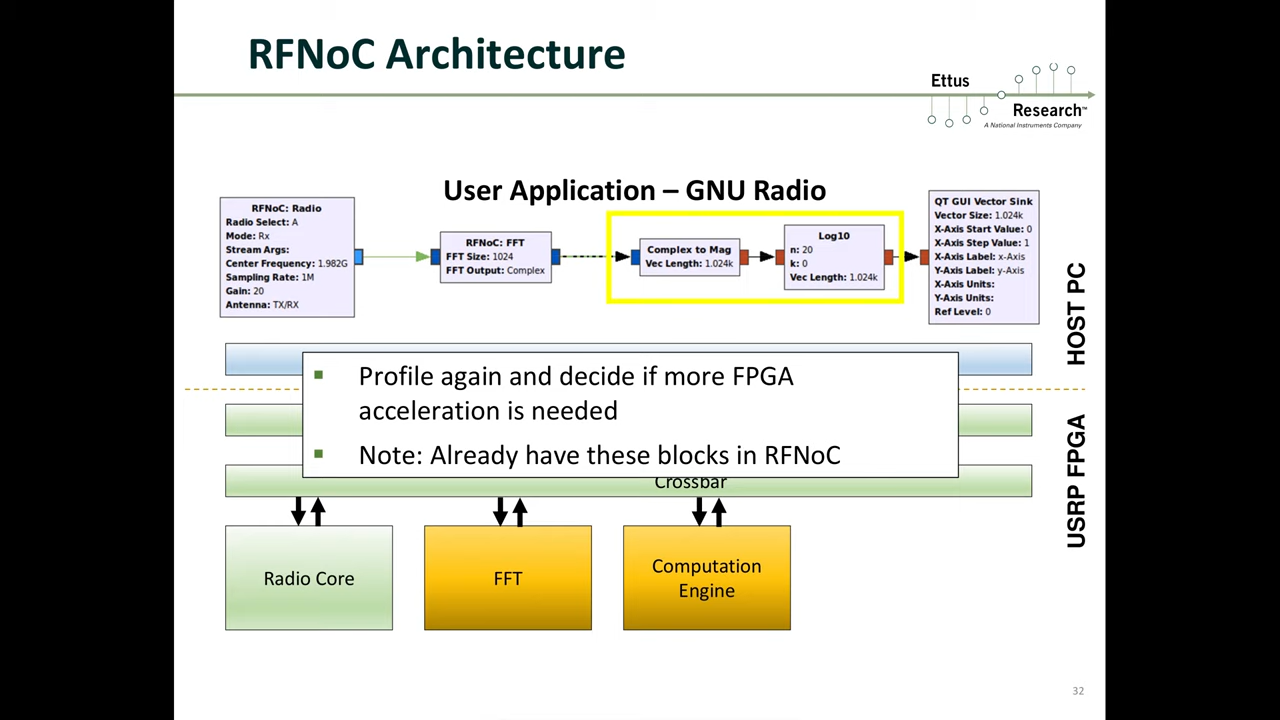 RFNoC Architecture
Ettus
Research™
A National Instruments Company
User Application – GNU Radio
RFNoC: Radio
Radio Select: A
Mode: Rx
Stream Args:
Center Frequency: 1.982G
Sampling Rate: 1M
Gain: 20
Antenna: TX/RX
RFNoC: FFT
FFT Size: 1024
FFT Output: Complex
Complex to Mag
Vec Length: 1.024k
Log10
n: 20
k: 0
Vec Length: 1.024k
QT GUI Vector Sink
Vector Size: 1.024k
X-Axis Start Value: 0
X-Axis Step Value: 1
X-Axis Label: x-Axis
Y-Axis Label: y-Axis
X-Axis Units:
Y-Axis Units:
Ref Level: 0
HOST PC
Profile again and decide if more FPGA
acceleration is needed
Note: Already have these blocks in RFNoC
Crossbar
USRP FPGA
Radio Core
FFT
Computation
Engine
32